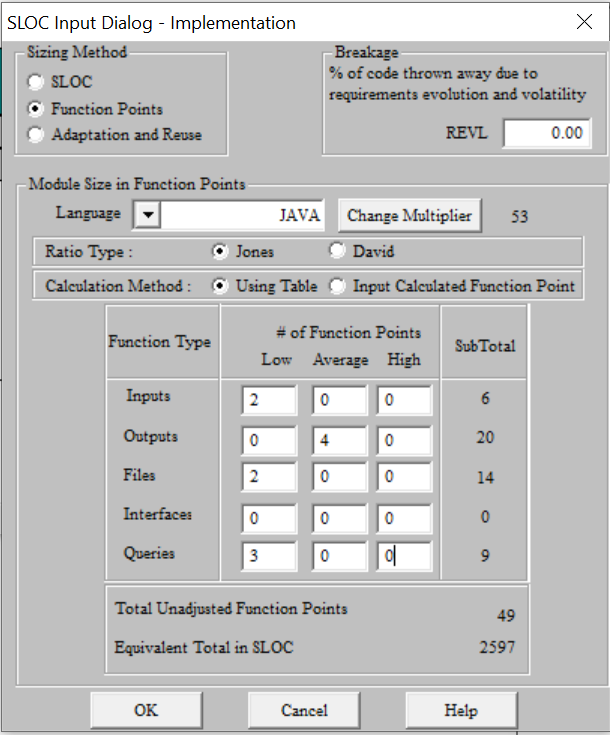 SLOC Input Dialog - Implementation
Sizing Method
SLOC
Function Points
Adaptation and Reuse
Breakage
% of code thrown away due to
requirements evolution and volatility
REVL 0.00
Module Size in Function Points
Language JAVA Change Multiplier 53
Ratio Type : Jones David
Calculation Method : Using Table Input Calculated Function Point
Function Type # of Function Points SubTotal
Low Average High
Inputs 2 0 0 6
Outputs 0 4 0 20
Files 2 0 0 14
Interfaces 0 0 0 0
Queries 3 0 0 9
Total Unadjusted Function Points 49
Equivalent Total in SLOC 2597
OK Cancel Help